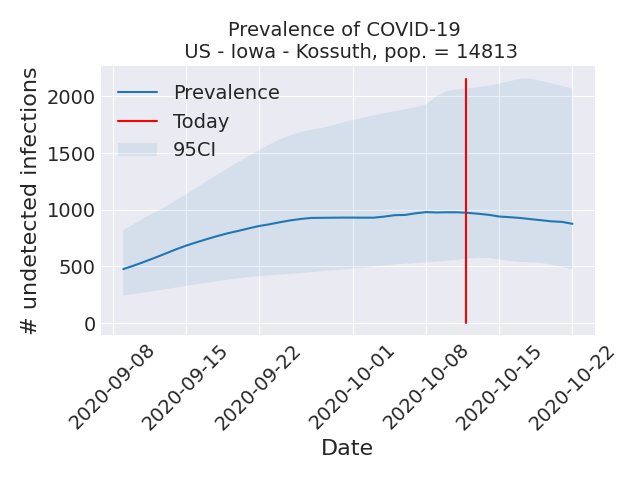 Prevalence of COVID-19
US - Iowa - Kossuth, pop. = 14813
# undetected infections
2000
1500
1000
500
0
Prevalence
Today
95CI
2020-09-08
2020-09-15
2020-09-22
2020-10-01
2020-10-08
2020-10-15
2020-10-22
Date